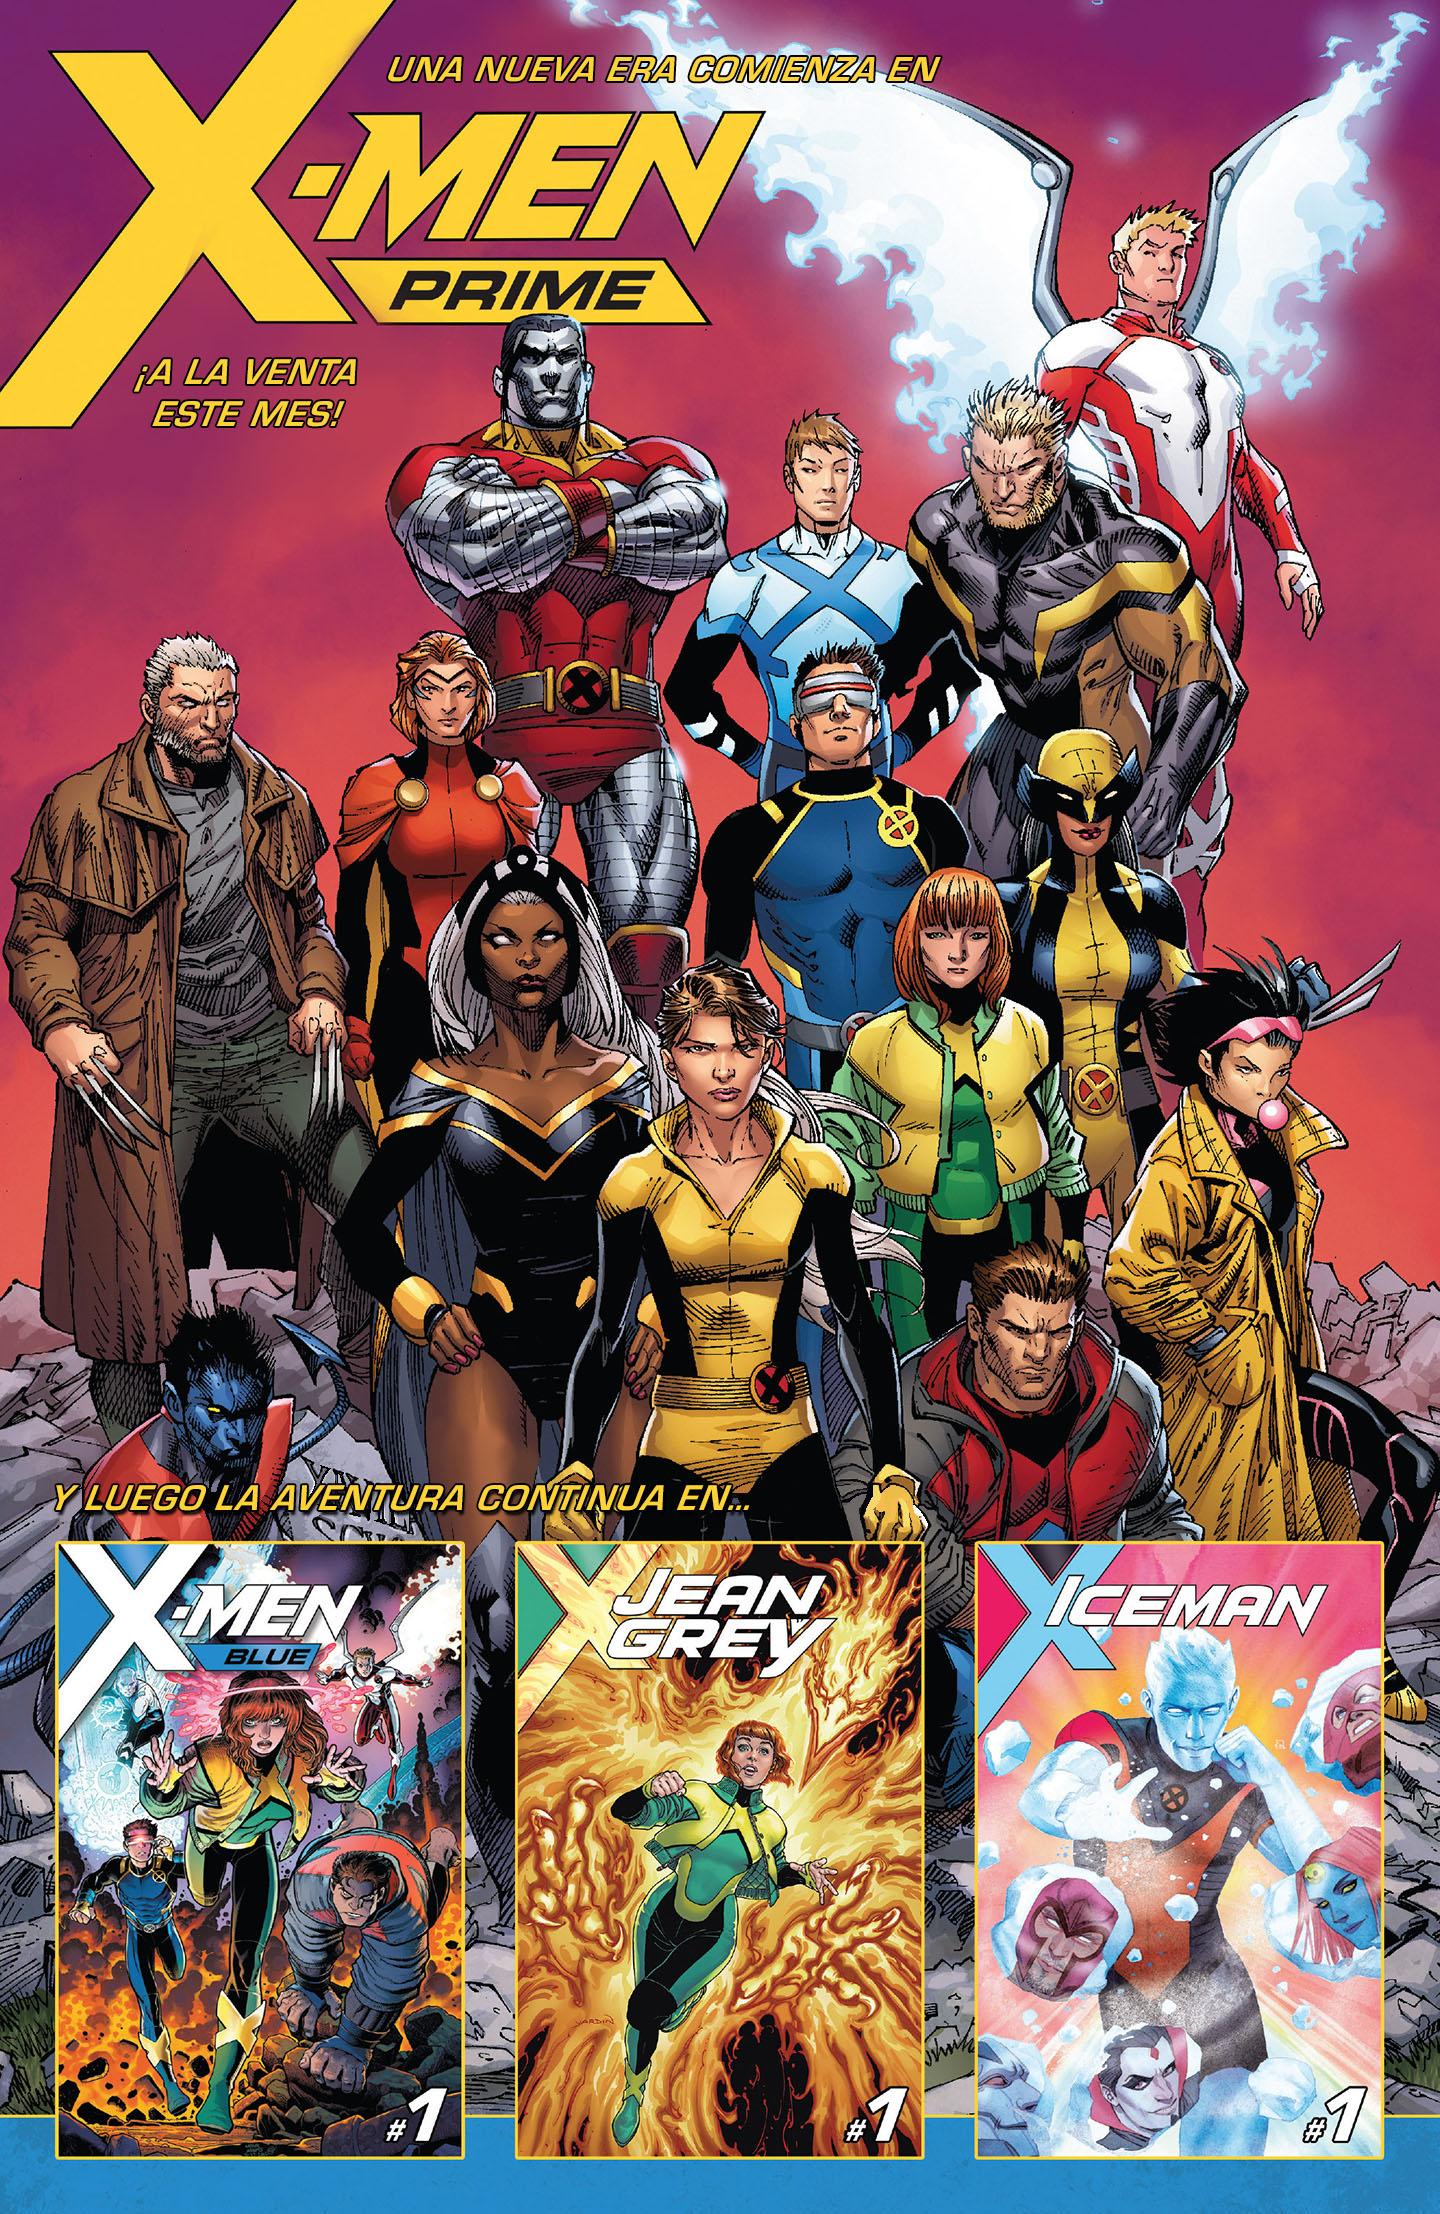 UNA NUEVA ERA COMIENZA EN
X-MEN
PRIME
¡A LA VENTA
ESTE MES!
Y LUEGO LA AVENTURA CONTINUA EN...
X-MEN
BLUE
#1
X JEAN
GREY
VARDIN
#1
X ICEMAN
#1